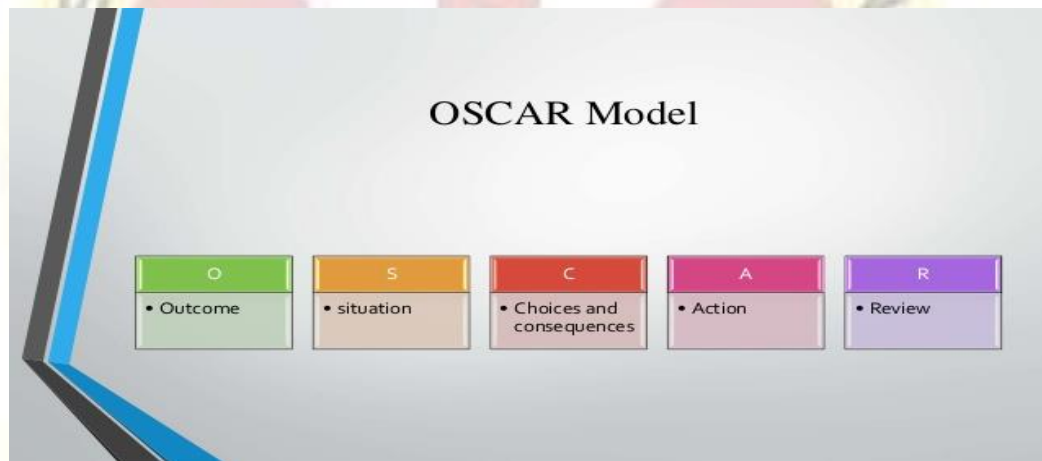 OSCAR Model
O
• Outcome
S
• situation
C
• Choices and
consequences
A
• Action
R
• Review